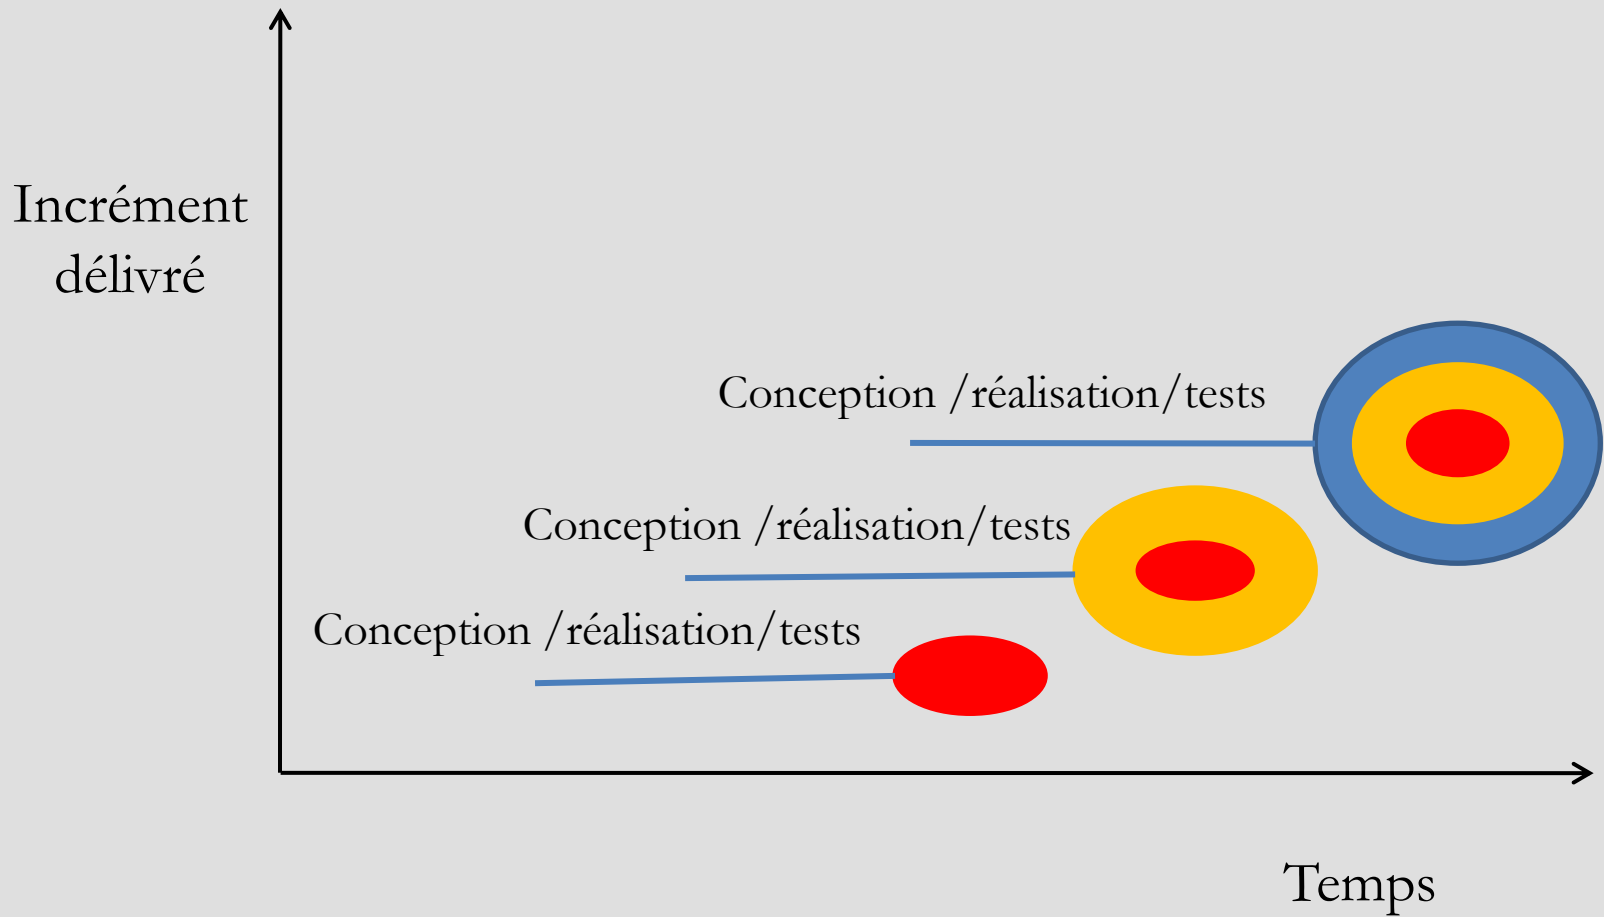 Incrément
délivré
Conception /réalisation/tests
Conception /réalisation/tests
Conception /réalisation/tests
Temps